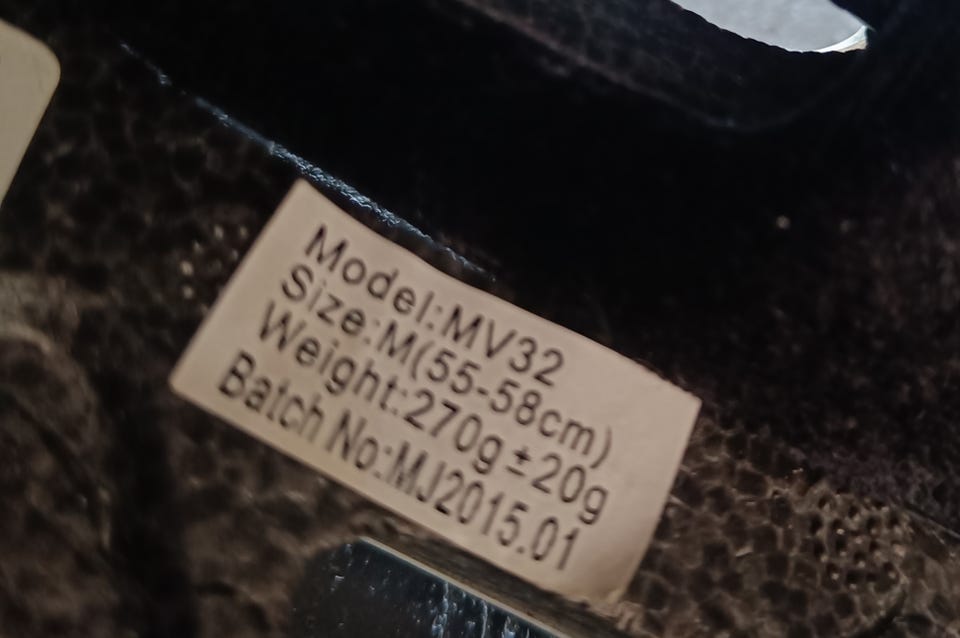 Model:MV32
Size:M(55-58cm)
Weight:270g±20g
Batch No:MJ2015.01